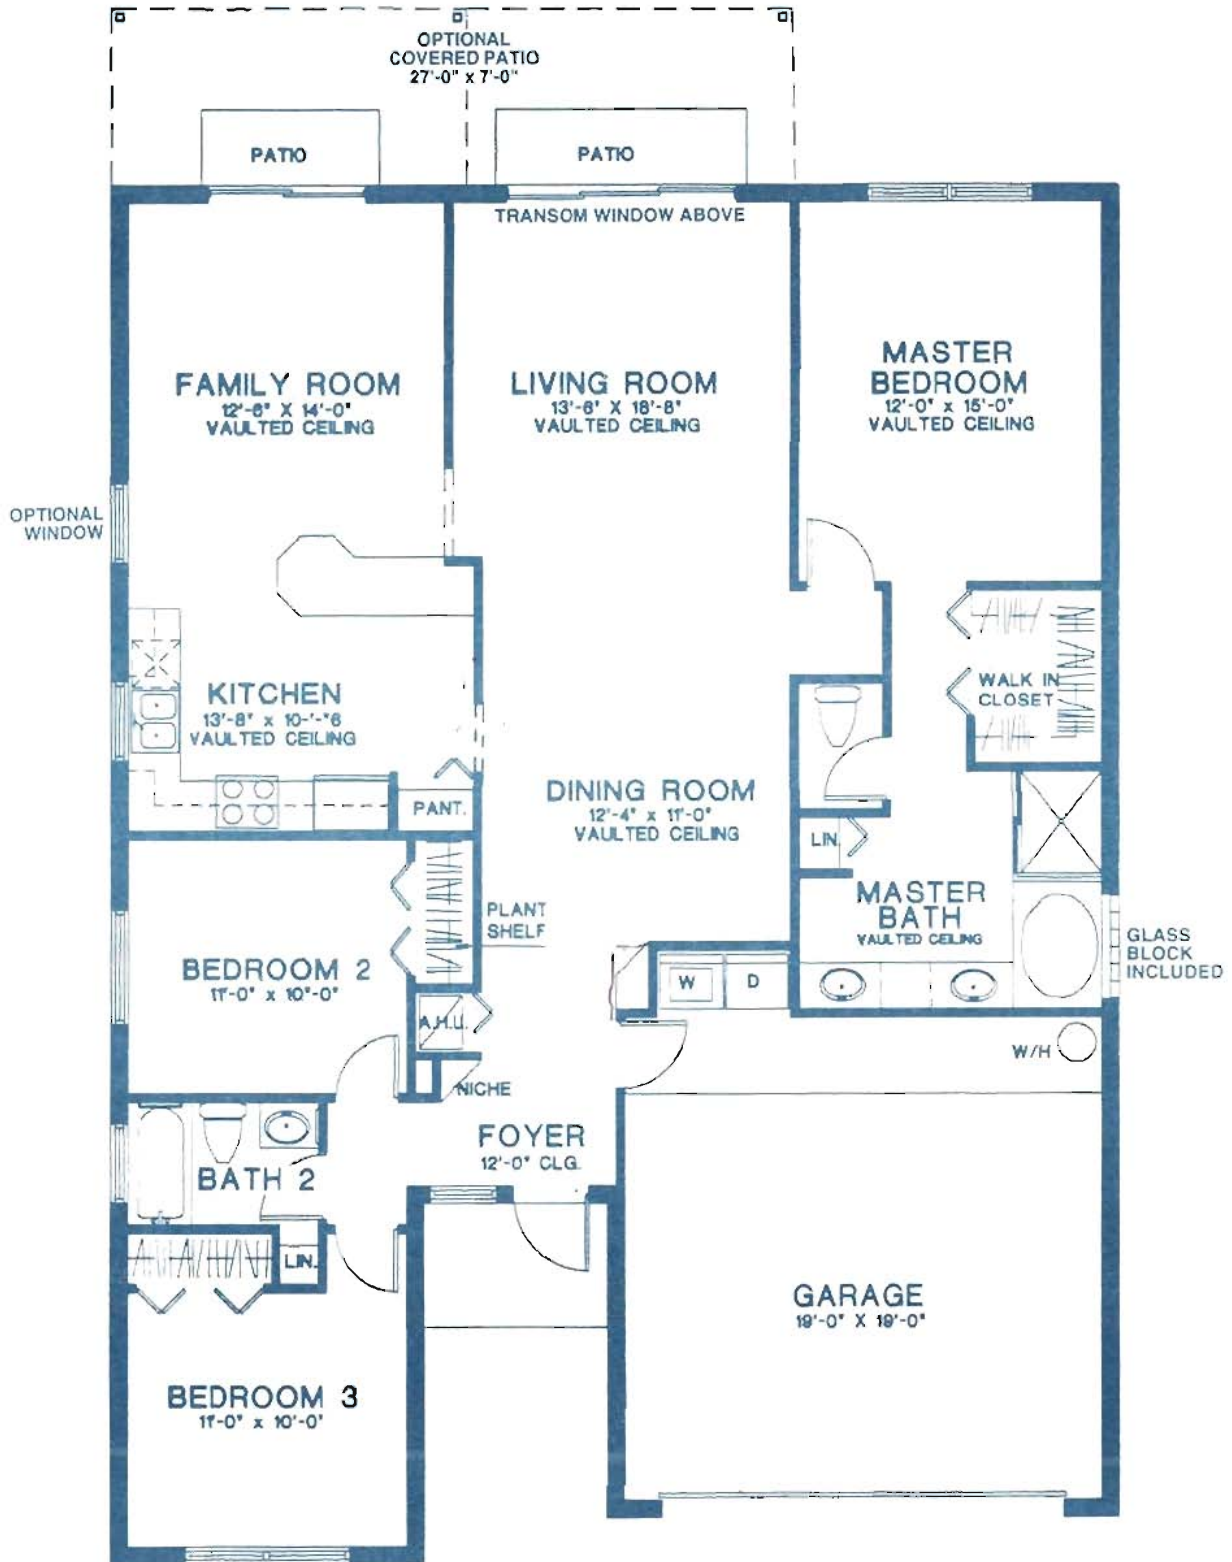 OPTIONAL
COVERED PATIO
27'-0" x 7'-0"
PATIO
PATIO
TRANSOM WINDOW ABOVE
FAMILY ROOM
12'-6" X 14'-0"
VAULTED CEILING
LIVING ROOM
13'-6" X 18'-8"
VAULTED CEILING
MASTER
BEDROOM
12'-0" x 15'-0"
VAULTED CEILING
OPTIONAL
WINDOW
KITCHEN
13'-8" x 10'-'"6
VAULTED CEILING
WALK IN
CLOSET
PANT.
DINING ROOM
12'-4" x 11'-0"
VAULTED CEILING
LIN.
MASTER
BATH
VAULTED CEILING
PLANT
SHELF
GLASS
BLOCK
INCLUDED
BEDROOM 2
11'-0" x 10'-0"
W
D
A.H.U.
W/H
NICHE
FOYER
12'-0" CLG.
BATH 2
LIN.
GARAGE
19'-0" X 19'-0"
BEDROOM 3
11'-0" x 10'-0"